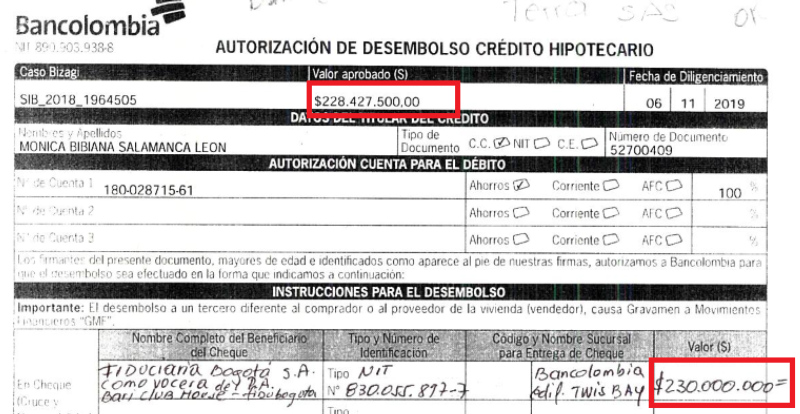 Terra SAS OK
Bancolombia
NIT 890.903.938-8
AUTORIZACIÓN DE DESEMBOLSO CRÉDITO HIPOTECARIO
Caso Bizagi Valor aprobado ($) Fecha de Diligenciamiento
SIB_2018_1964505 $228.427.500,00 06 11 2019
DATOS DEL TITULAR DEL CRÉDITO
Nombres y Apellidos Tipo de Documento C.C. NIT C.E. Número de Documento
MONICA BIBIANA SALAMANCA LEON 52700409
AUTORIZACIÓN CUENTA PARA EL DÉBITO
N° de Cuenta 1 180-028715-61 Ahorros Corriente AFC 100 %
N° de Cuenta 2 Ahorros Corriente AFC %
N° de Cuenta 3 Ahorros Corriente AFC %
Los firmantes del presente documento, mayores de edad e identificados como aparece al pie de nuestras firmas, autorizamos a Bancolombia para
que el desembolso sea efectuado en la forma que indicamos a continuación:
INSTRUCCIONES PARA EL DESEMBOLSO
Importante: El desembolso a un tercero diferente al comprador o al proveedor de la vivienda (vendedor), causa Gravamen a Movimientos
Financieros "GMF".
Nombre Completo del Beneficiario del Cheque Tipo y Número de Identificación Código y Nombre Sucursal para Entrega de Cheque Valor ($)
En Cheque
(Cruce y
FIDUCIARIA Bogotá S.A.
como vocera del P.A.
Bari Club House - Fidubogota
Tipo NIT
N° 830.055.897-7
Bancolombia
edif. TWIS BAY
$230.000.000=
Tipo